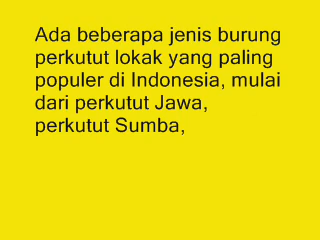 Ada beberapa jenis burung
perkutut lokak yang paling
populer di Indonesia, mulai
dari perkutut Jawa,
perkutut Sumba,